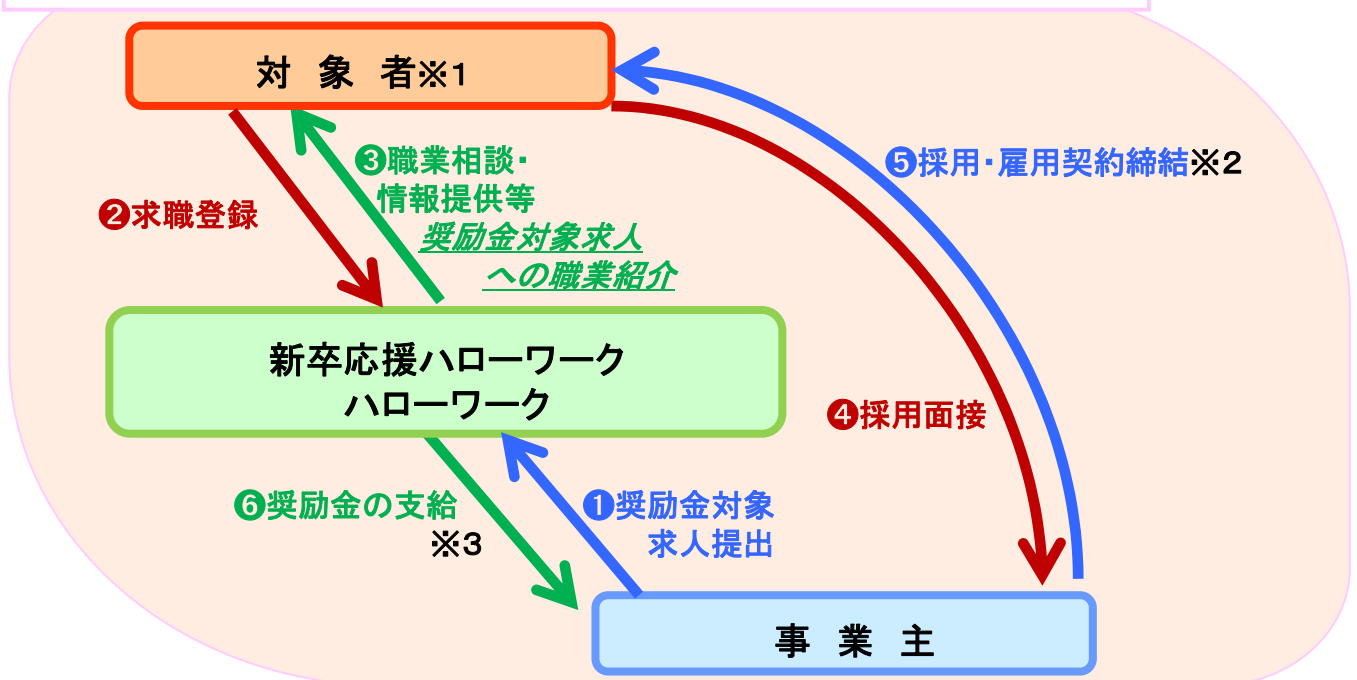 対 象 者※1
❸職業相談・
情報提供等
奨励金対象求人
への職業紹介
❺採用・雇用契約締結※2
❷求職登録
新卒応援ハローワーク
ハローワーク
❹採用面接
❻奨励金の支給
※3
❶奨励金対象
求人提出
事 業 主